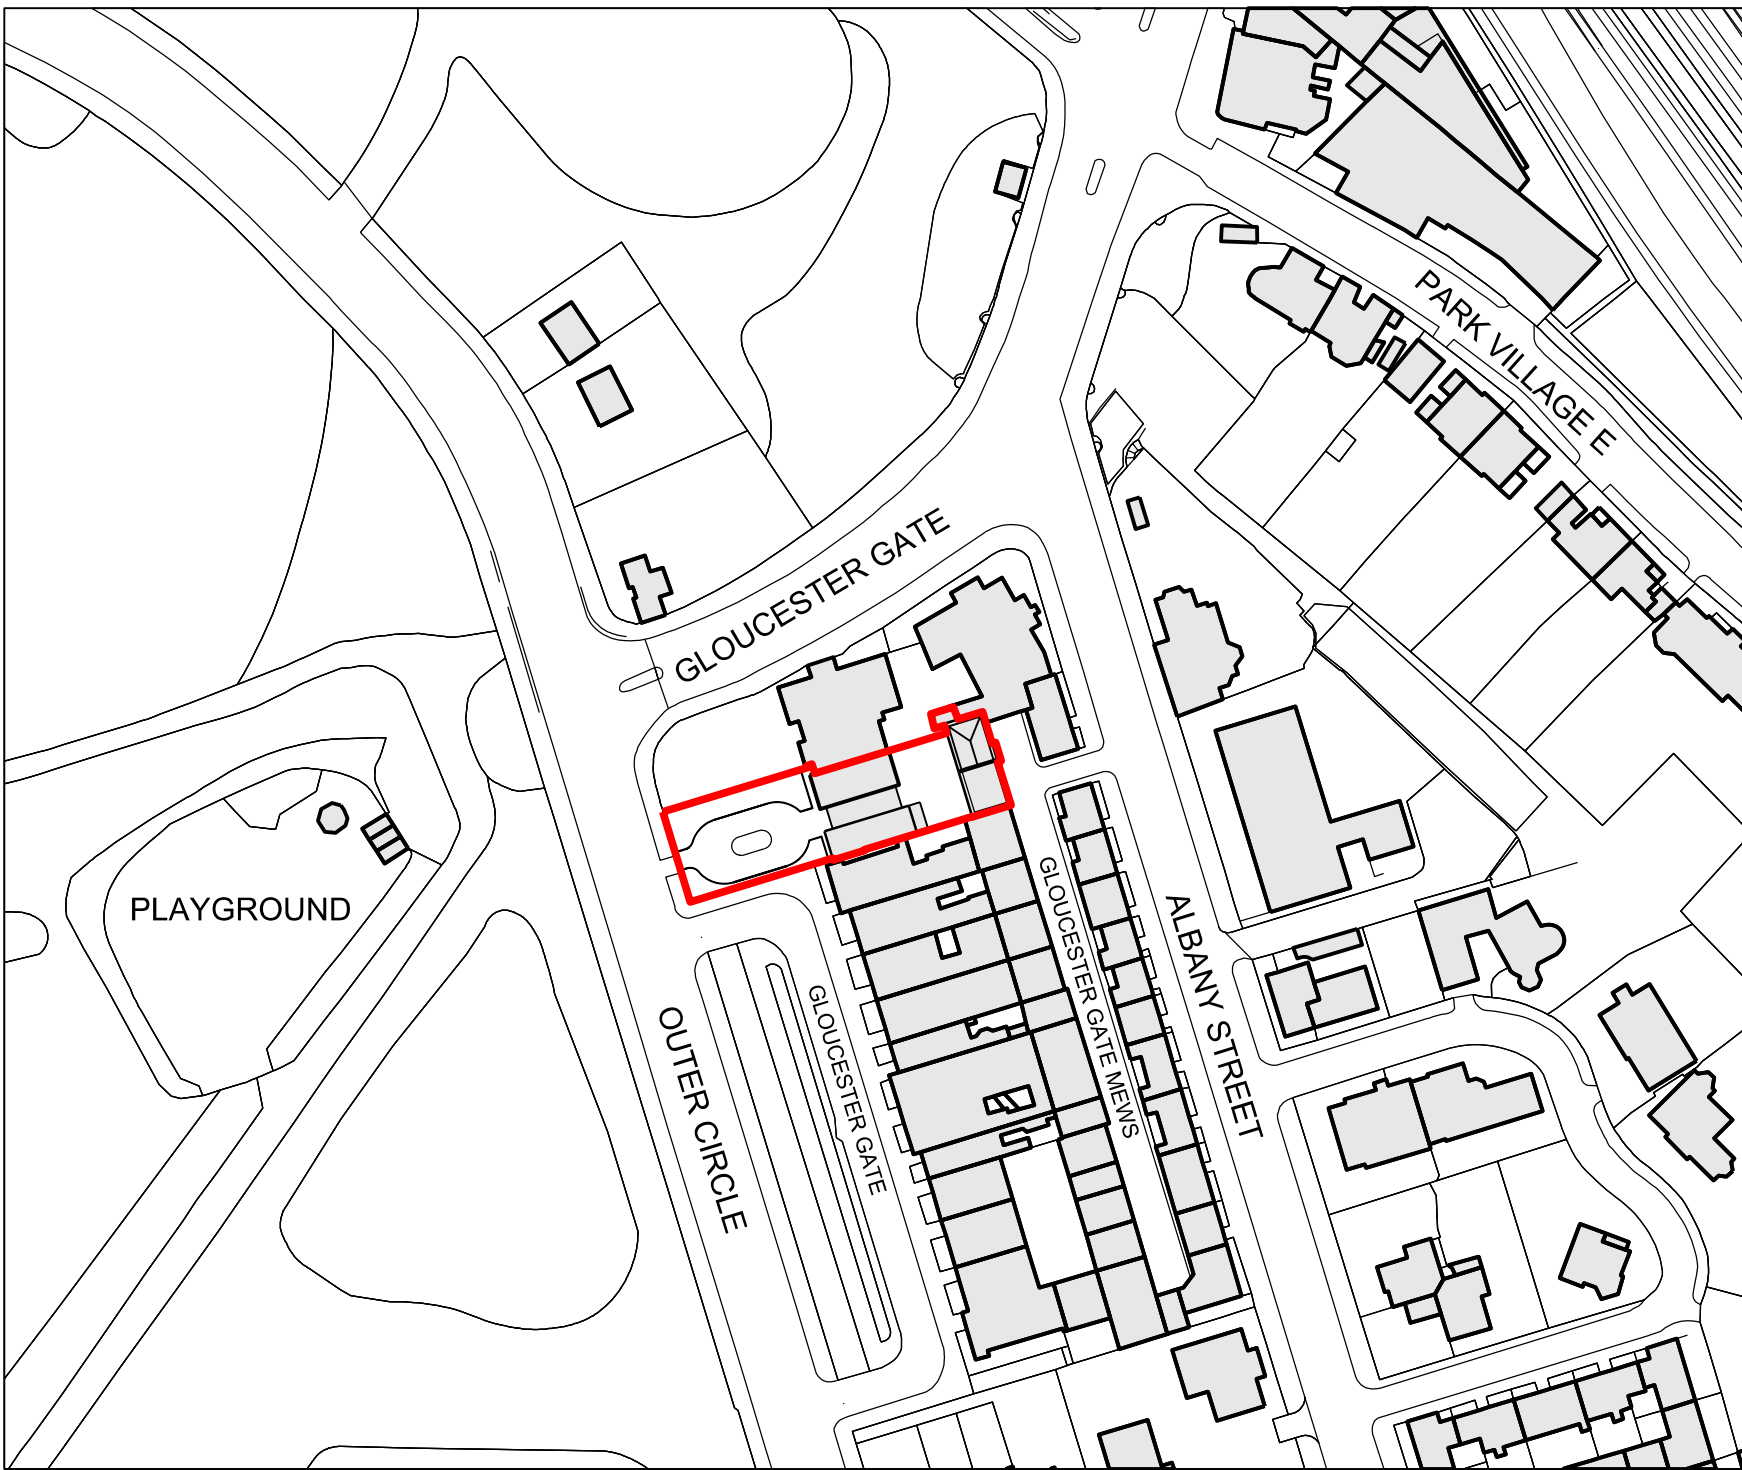 PARK VILLAGE E
GLOUCESTER GATE
PLAYGROUND
OUTER CIRCLE
GLOUCESTER GATE
GLOUCESTER GATE MEWS
ALBANY STREET